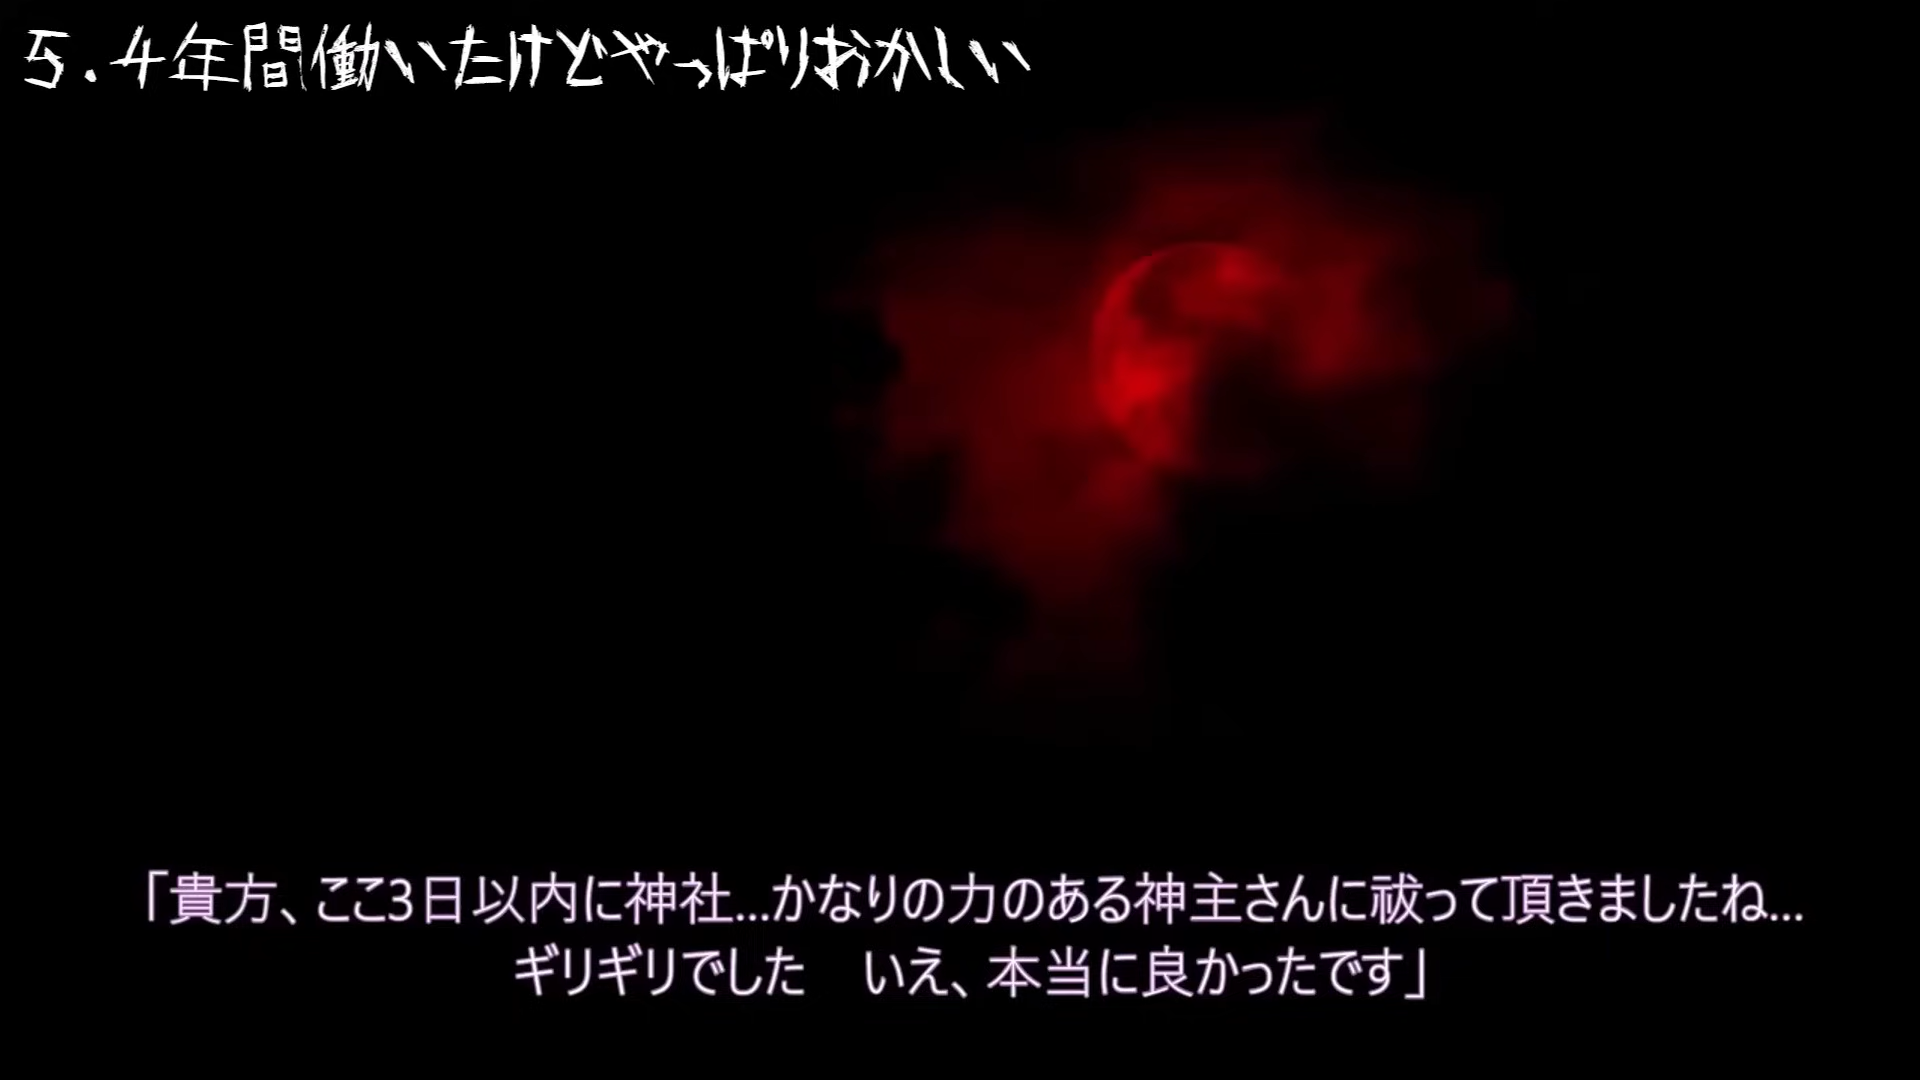 5.4年間働いたけどやっぱりおかしい
「貴方、ここ3日以内に神社...かなりの力のある神主さんに祓って頂きましたね...
ギリギリでした　いえ、本当に良かったです」